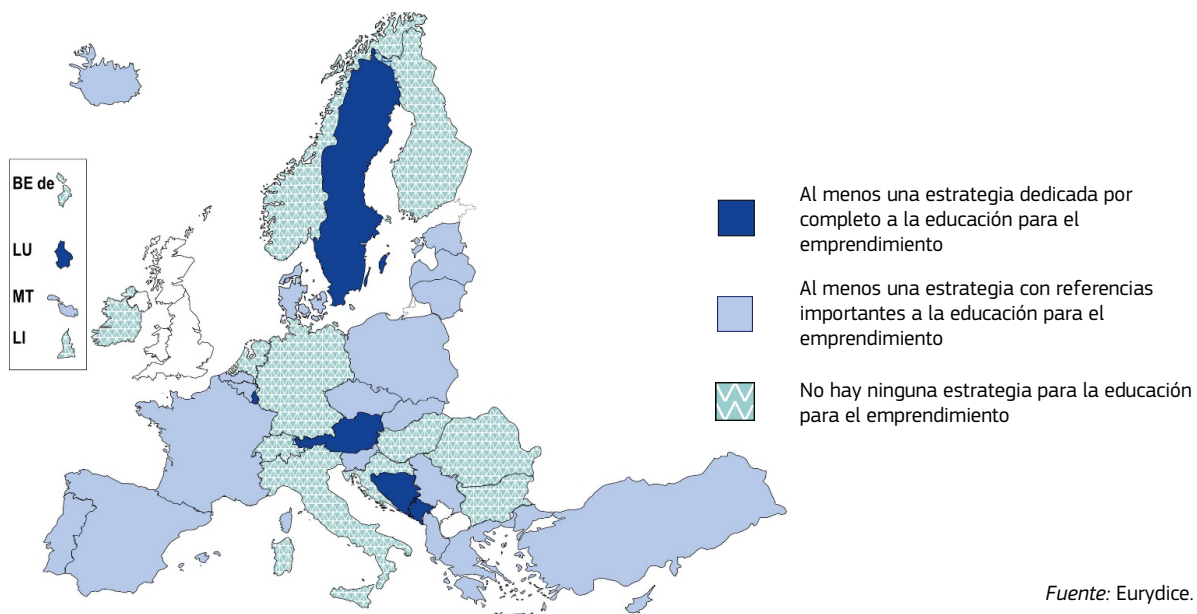 BE de
LU
MT
LI
Al menos una estrategia dedicada por
completo a la educación para el
emprendimiento
Al menos una estrategia con referencias
importantes a la educación para el
emprendimiento
No hay ninguna estrategia para la educación
para el emprendimiento
Fuente: Eurydice.